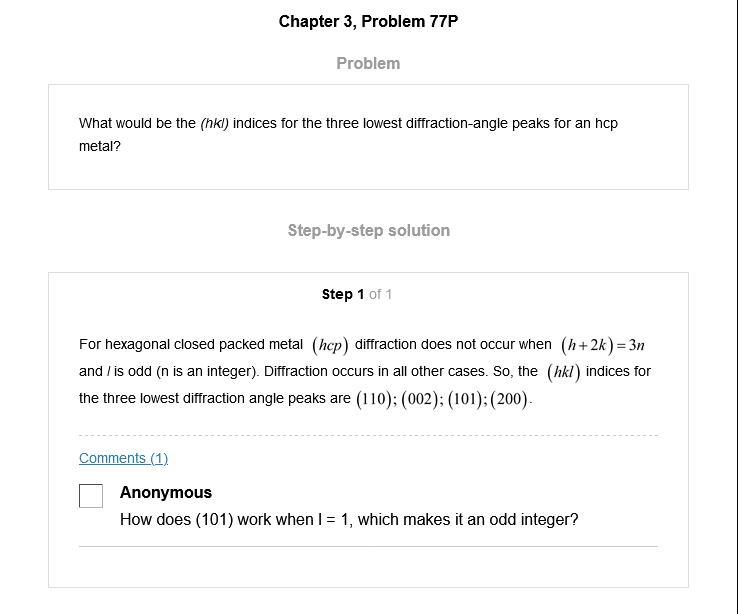 Chapter 3, Problem 77P
Problem
What would be the (hkl) indices for the three lowest diffraction-angle peaks for an hcp
metal?
Step-by-step solution
Step 1 of 1
For hexagonal closed packed metal (hcp) diffraction does not occur when (h+2k)=3n
and l is odd (n is an integer). Diffraction occurs in all other cases. So, the (hkl) indices for
the three lowest diffraction angle peaks are (110);(002);(101);(200).
Comments (1)
Anonymous
How does (101) work when l = 1, which makes it an odd integer?